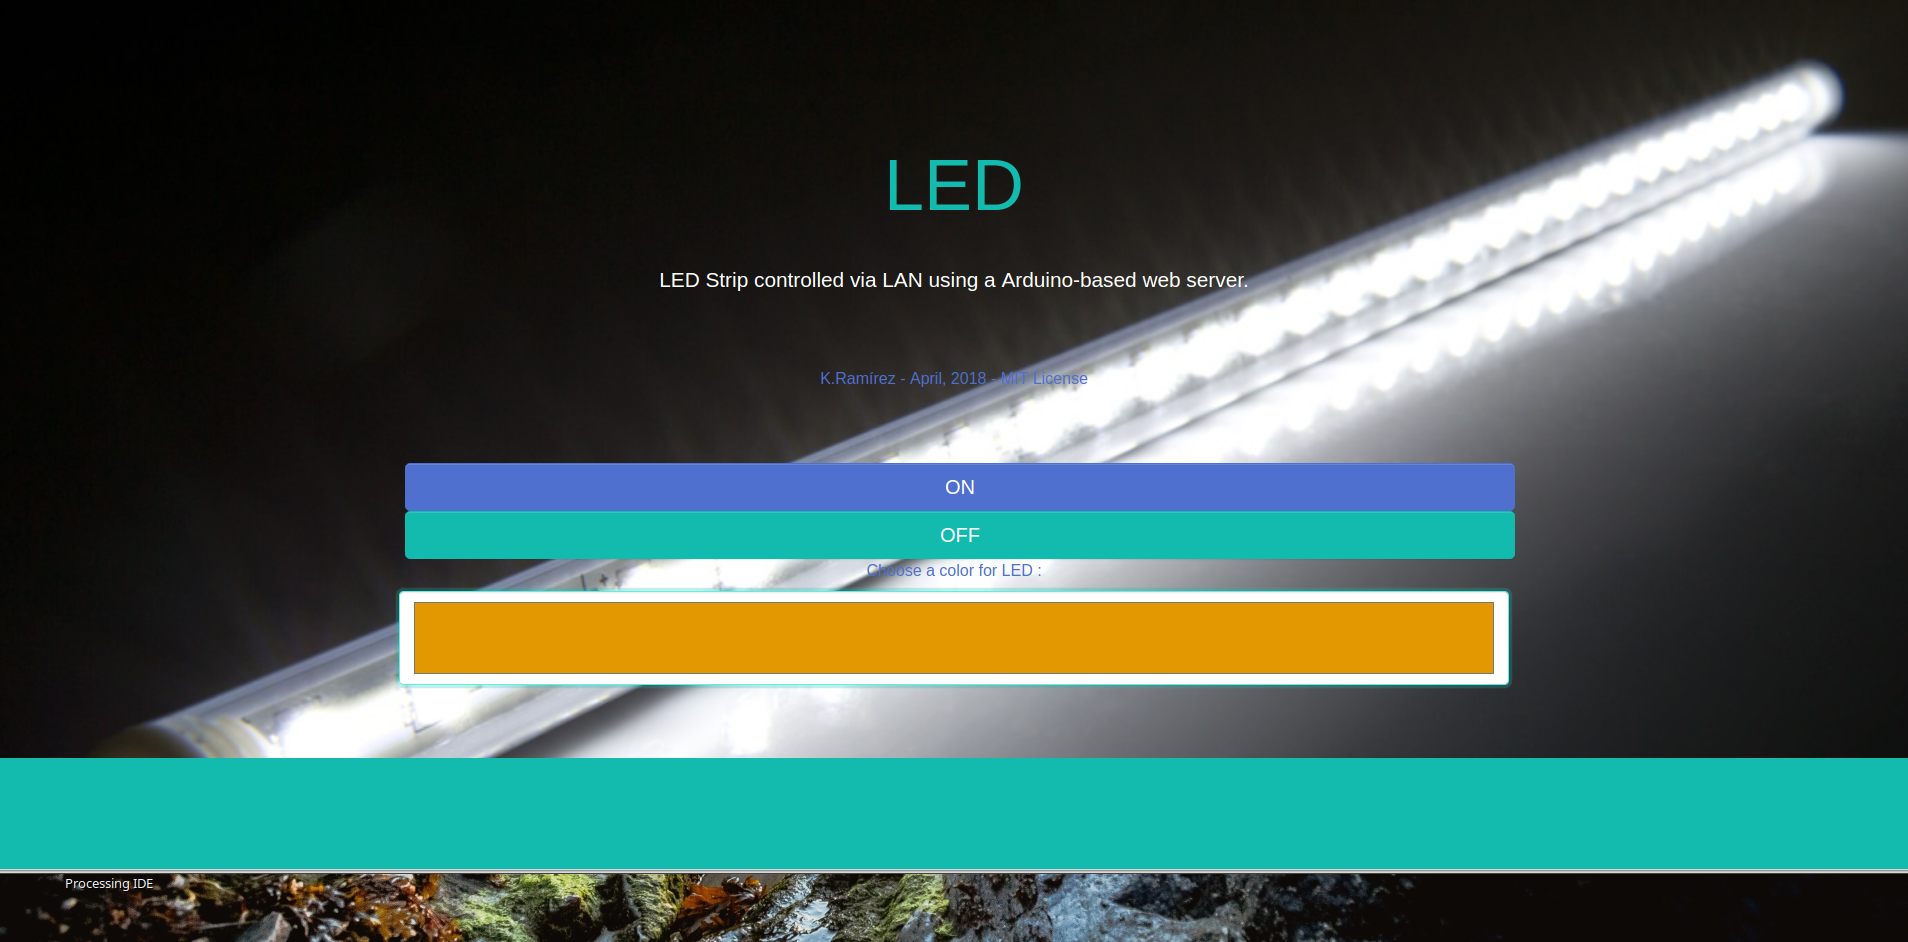 LED
LED Strip controlled via LAN using a Arduino-based web server.
K.Ramírez - April, 2018 - MIT License
ON
OFF
Choose a color for LED :
Processing IDE